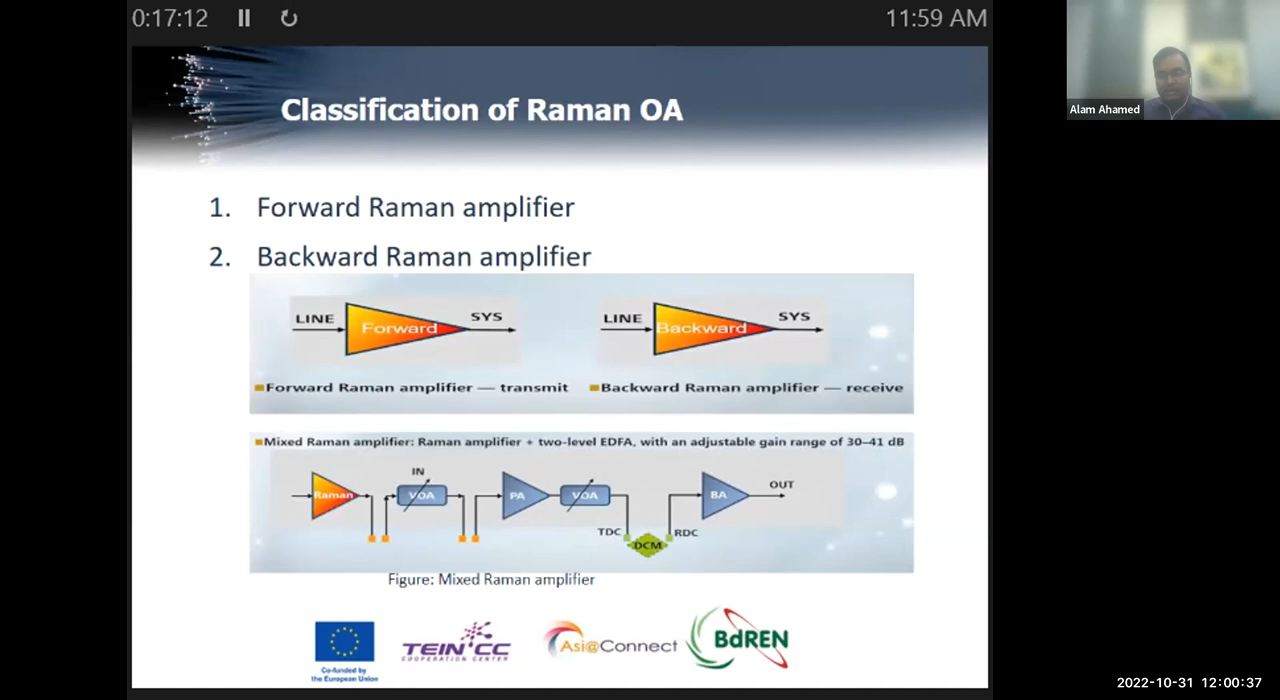 0:17:12
11:59 AM
Alam Ahamed
Classification of Raman OA
1. Forward Raman amplifier
2. Backward Raman amplifier
LINE Forward SYS
LINE Backward SYS
Forward Raman amplifier — transmit
Backward Raman amplifier — receive
Mixed Raman amplifier: Raman amplifier + two-level EDFA, with an adjustable gain range of 30–41 dB
IN
Raman VOA PA VOA BA OUT
TDC DCM RDC
Figure: Mixed Raman amplifier
Co-funded by
the European Union
TEIN*CC
COOPERATION CENTER
Asi@Connect
BdREN
2022-10-31 12:00:37